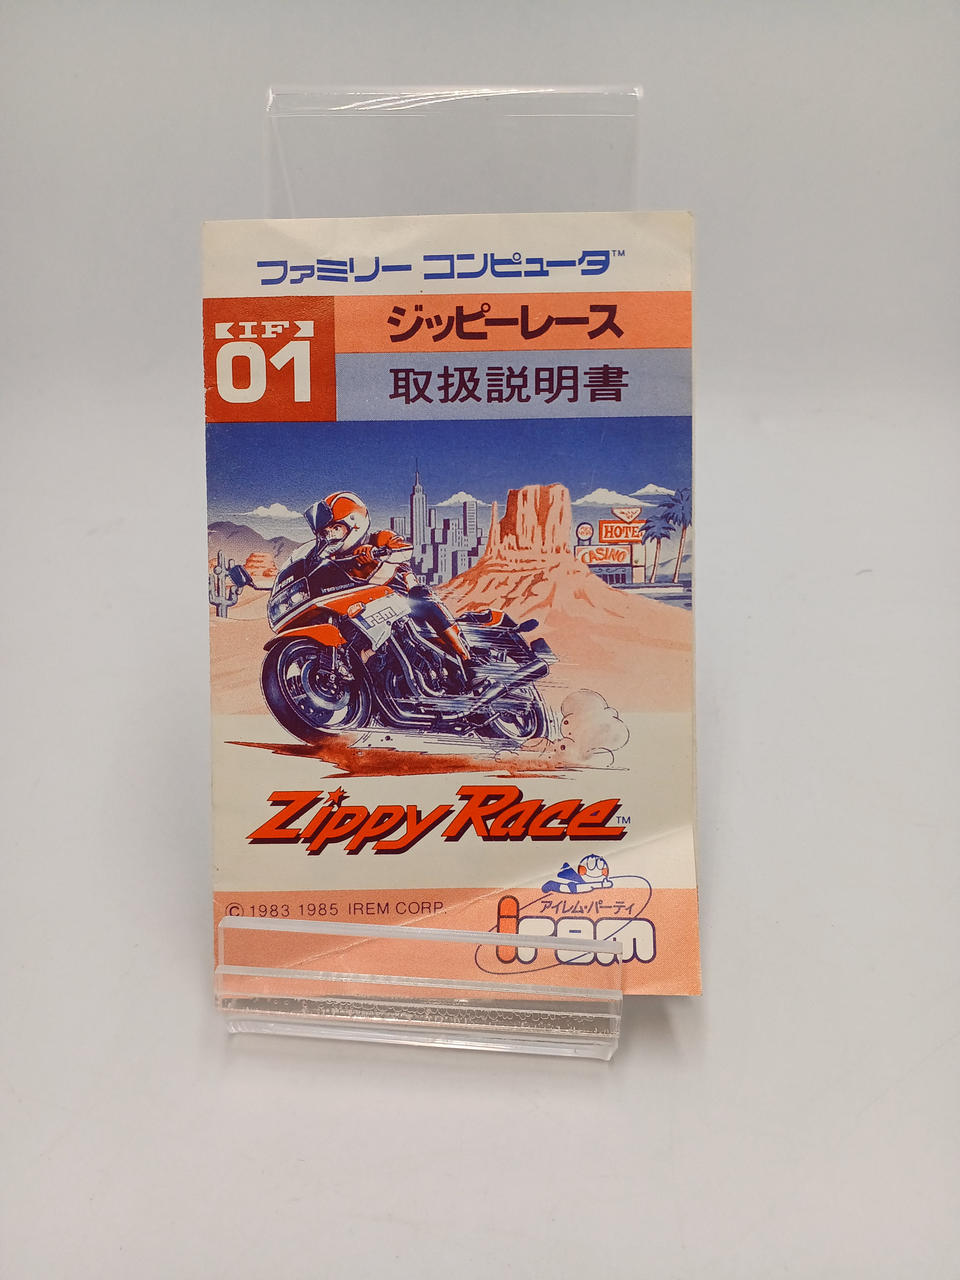 ファミリー コンピュータ™
IF
01
ジッピーレース
取扱説明書
HOTEL
CASINO
irem
irem
Zippy Race™
© 1983 1985 IREM CORP.
アイレム・パーティ
irem